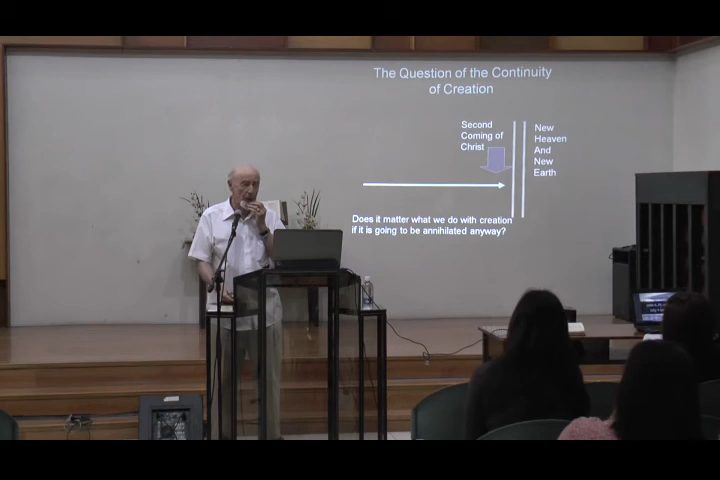 The Question of the Continuity
of Creation
Second
Coming of
Christ
New
Heaven
And
New
Earth
Does it matter what we do with creation
if it is going to be annihilated anyway?